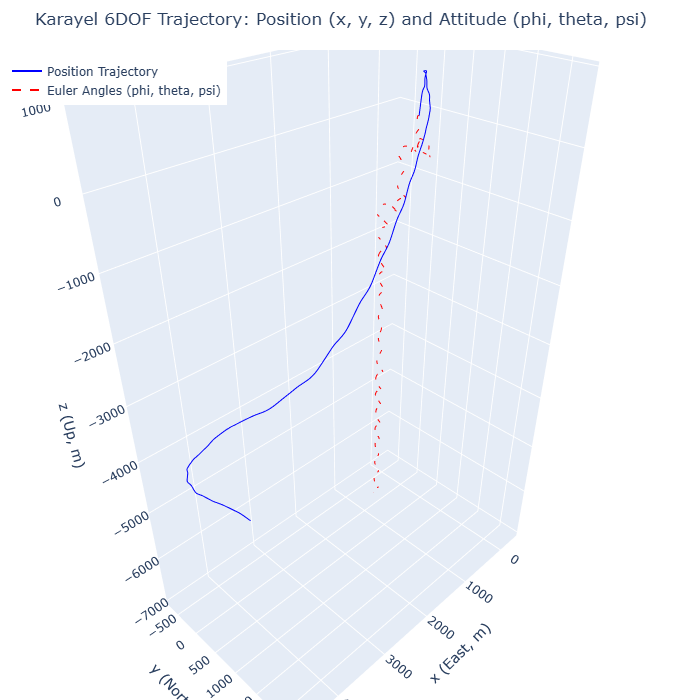 Karayel 6DOF Trajectory: Position (x, y, z) and Attitude (phi, theta, psi)
Position Trajectory
Euler Angles (phi, theta, psi)
1000
0
−1000
−2000
−3000
−4000
−5000
−6000
−7000
z (Up, m)
−500
0
500
1000
y (Nort
0
1000
2000
3000
x (East, m)